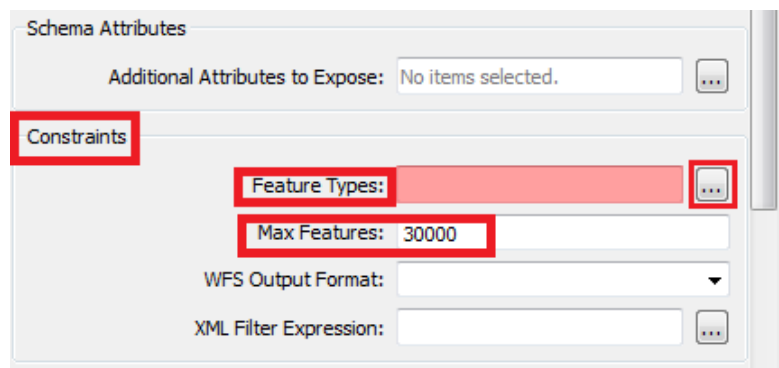 Schema Attributes
Additional Attributes to Expose: No items selected. ...
Constraints
Feature Types: ...
Max Features: 30000
WFS Output Format:
XML Filter Expression: ...